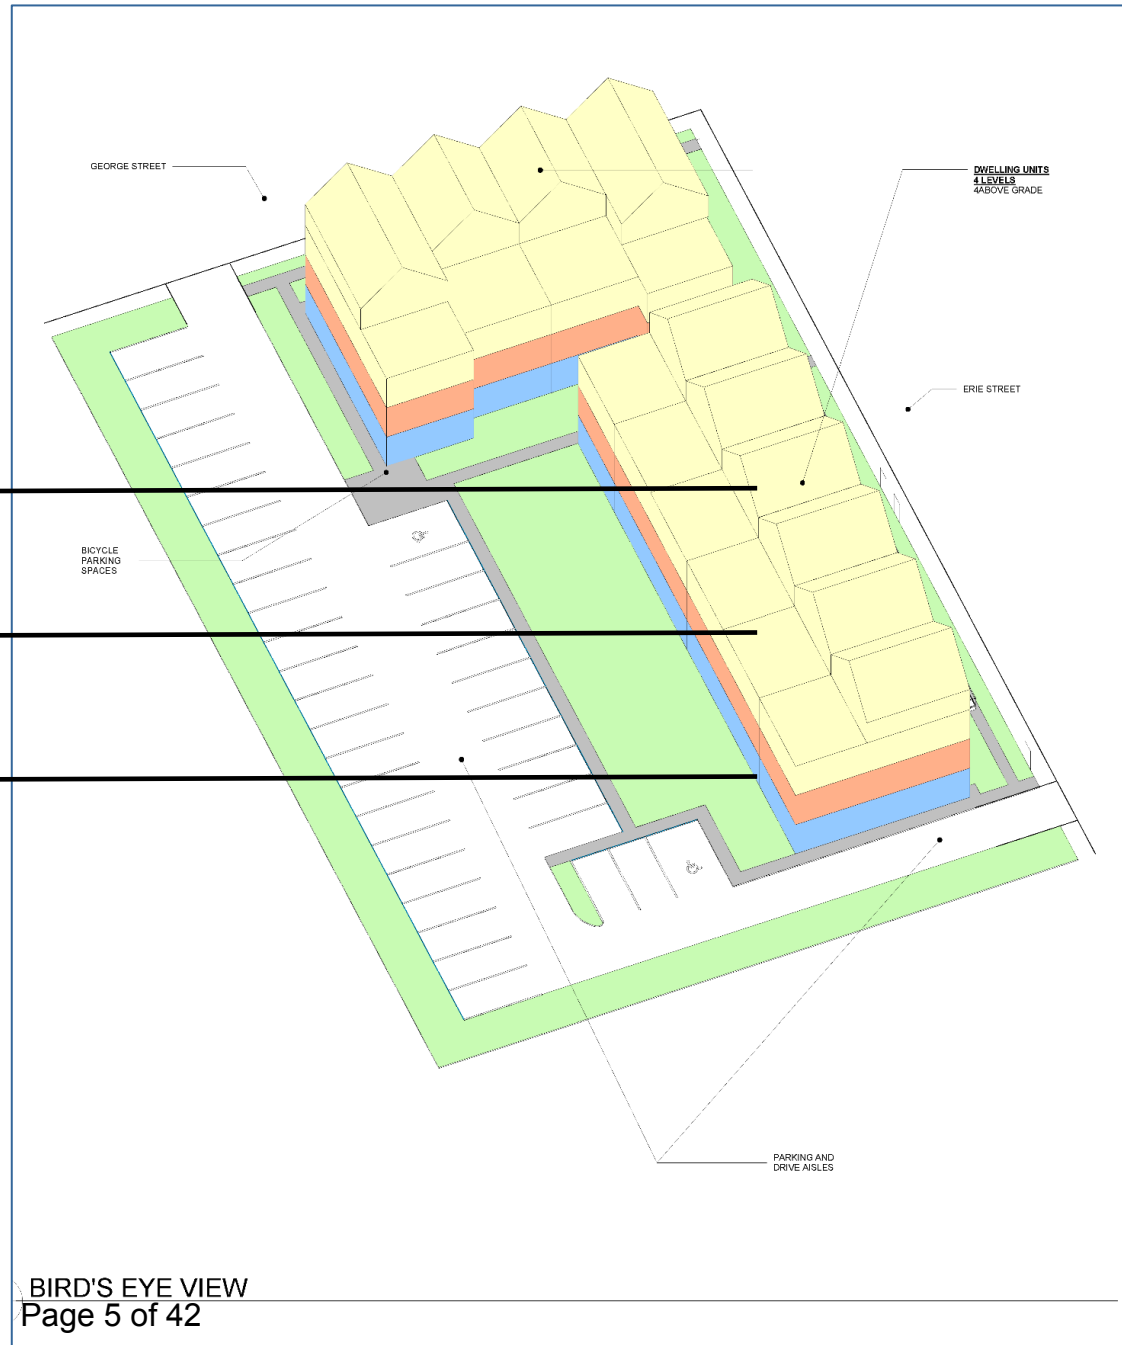 GEORGE STREET
DWELLING UNITS
4 LEVELS
4ABOVE GRADE
ERIE STREET
BICYCLE
PARKING
SPACES
PARKING AND
DRIVE AISLES
BIRD'S EYE VIEW
Page 5 of 42